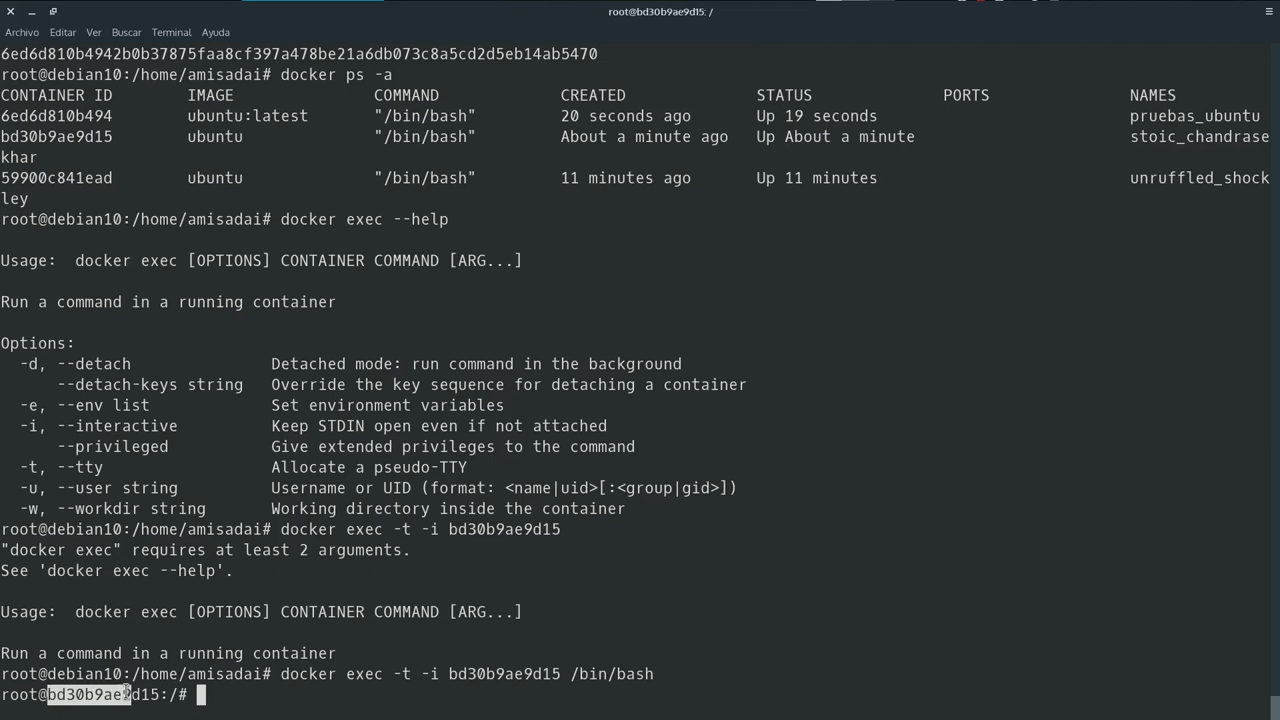 root@bd30b9ae9d15: /
Archivo Editar Ver Buscar Terminal Ayuda
6ed6d810b4942b0b37875faa8cf397a478be21a6db073c8a5cd2d5eb14ab5470
root@debian10:/home/amisadai# docker ps -a
CONTAINER ID IMAGE COMMAND CREATED STATUS PORTS NAMES
6ed6d810b494 ubuntu:latest "/bin/bash" 20 seconds ago Up 19 seconds pruebas_ubuntu
bd30b9ae9d15 ubuntu "/bin/bash" About a minute ago Up About a minute stoic_chandrase
khar
59900c841ead ubuntu "/bin/bash" 11 minutes ago Up 11 minutes unruffled_shock
ley
root@debian10:/home/amisadai# docker exec --help
Usage:  docker exec [OPTIONS] CONTAINER COMMAND [ARG...]
Run a command in a running container
Options:
-d, --detach Detached mode: run command in the background
--detach-keys string Override the key sequence for detaching a container
-e, --env list Set environment variables
-i, --interactive Keep STDIN open even if not attached
--privileged Give extended privileges to the command
-t, --tty Allocate a pseudo-TTY
-u, --user string Username or UID (format: <name|uid>[:<group|gid>])
-w, --workdir string Working directory inside the container
root@debian10:/home/amisadai# docker exec -t -i bd30b9ae9d15
"docker exec" requires at least 2 arguments.
See 'docker exec --help'.
Usage:  docker exec [OPTIONS] CONTAINER COMMAND [ARG...]
Run a command in a running container
root@debian10:/home/amisadai# docker exec -t -i bd30b9ae9d15 /bin/bash
root@bd30b9ae9d15:/#